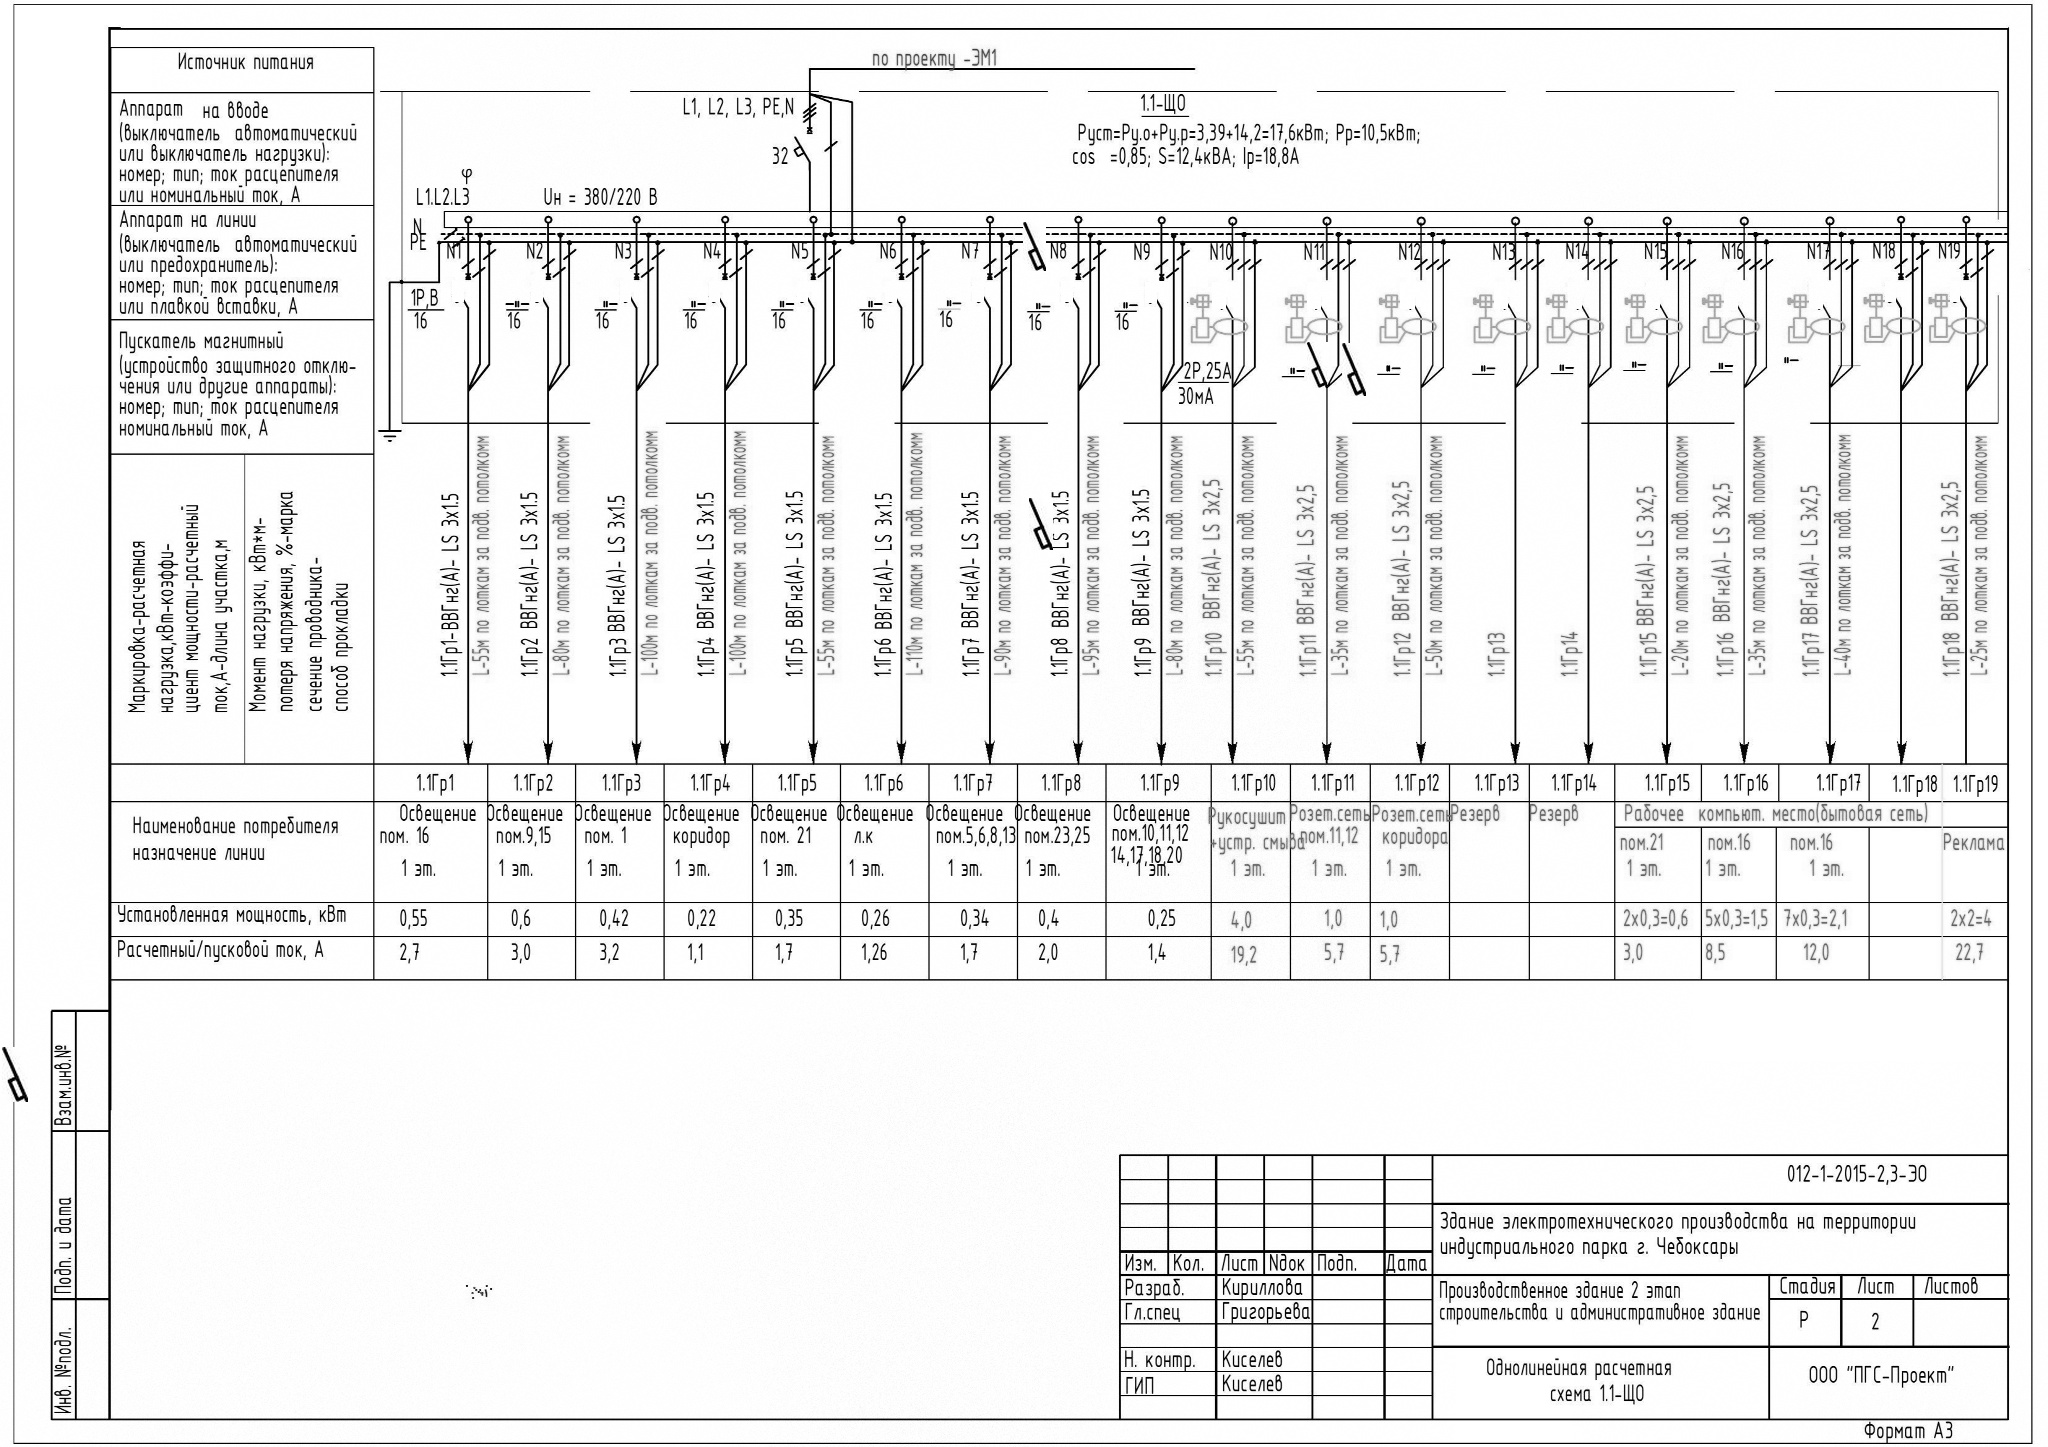 Источник питания
по проекту -ЭМ1
Аппарат на вводе
(выключатель автоматический
или выключатель нагрузки):
номер; тип; ток расцепителя
или номинальный ток, А
L1, L2, L3, PE,N
32
1.1-ЩО
Руст=Ру.о+Ру.р=3,39+14,2=17,6кВт; Рр=10,5кВт;
cos =0,85; S=12,4кВА; Iр=18,8А
φ
L1.L2.L3
Uн = 380/220 В
N
PE
Аппарат на линии
(выключатель автоматический
или предохранитель):
номер; тип; ток расцепителя
или плавкой вставки, А
N1 N2 N3 N4 N5 N6 N7 N8 N9 N10 N11 N12 N13 N14 N15 N16 N17 N18 N19
1Р,В
16
-"- 16
-"- 16
-"- 16
-"- 16
-"- 16
-"- 16
-"- 16
-"- 16
Пускатель магнитный
(устройство защитного отклю-
чения или другие аппараты):
номер; тип; ток расцепителя
номинальный ток, А
2Р,25А
30мА
"- "- "- "- "- "- "-
Маркировка-расчетная
нагрузка,кВт-коэффи-
циент мощности-расчетный
ток,А-длина участка,м
Момент нагрузки, кВт*м-
потеря напряжения, %-марка
сечение проводника-
способ прокладки
1.1Гр1-ВВГнг(А)- LS 3х1.5
L-55м по лоткам за подв. потолкомм
1.1Гр2 ВВГнг(А)- LS 3х1.5
L-80м по лоткам за подв. потолкомм
1.1Гр3 ВВГнг(А)- LS 3х1.5
L-100м по лоткам за подв. потолкомм
1.1Гр4 ВВГнг(А)- LS 3х1.5
L-100м по лоткам за подв. потолкомм
1.1Гр5 ВВГнг(А)- LS 3х1.5
L-55м по лоткам за подв. потолкомм
1.1Гр6 ВВГнг(А)- LS 3х1.5
L-110м по лоткам за подв. потолкомм
1.1Гр7 ВВГнг(А)- LS 3х1.5
L-90м по лоткам за подв. потолкомм
1.1Гр8 ВВГнг(А)- LS 3х1.5
L-95м по лоткам за подв. потолкомм
1.1Гр9 ВВГнг(А)- LS 3х1.5
L-80м по лоткам за подв. потолкомм
1.1Гр10 ВВГнг(А)- LS 3х2,5
L-55м по лоткам за подв. потолкомм
1.1Гр11 ВВГнг(А)- LS 3х2,5
L-35м по лоткам за подв. потолкомм
1.1Гр12 ВВГнг(А)- LS 3х2,5
L-50м по лоткам за подв. потолкомм
1.1Гр13
1.1Гр14
1.1Гр15 ВВГнг(А)- LS 3х2,5
L-20м по лоткам за подв. потолкомм
1.1Гр16 ВВГнг(А)- LS 3х2,5
L-35м по лоткам за подв. потолкомм
1.1Гр17 ВВГнг(А)- LS 3х2,5
L-40м по лоткам за подв. потолкомм
1.1Гр18 ВВГнг(А)- LS 3х2,5
L-25м по лоткам за подв. потолкомм
1.1Гр1 1.1Гр2 1.1Гр3 1.1Гр4 1.1Гр5 1.1Гр6 1.1Гр7 1.1Гр8 1.1Гр9 1.1Гр10 1.1Гр11 1.1Гр12 1.1Гр13 1.1Гр14 1.1Гр15 1.1Гр16 1.1Гр17 1.1Гр18 1.1Гр19
Наименование потребителя
назначение линии
Освещение
пом. 16
1 эт.
Освещение
пом.9,15
1 эт.
Освещение
пом. 1
1 эт.
Освещение
коридор
1 эт.
Освещение
пом. 21
1 эт.
Освещение
л.к
1 эт.
Освещение
пом.5,6,8,13
1 эт.
Освещение
пом.23,25
1 эт.
Освещение
пом.10,11,12
14,17,18,20
1 эт.
Рукосушит
+устр. смыва
1 эт.
Розет.сеть
пом.11,12
1 эт.
Розет.сеть
коридора
1 эт.
Резерв
Резерв
Рабочее компьют. место(бытовая сеть)
пом.21
1 эт.
пом.16
1 эт.
пом.16
1 эт.
Реклама
Установленная мощность, кВт 0,55 0,6 0,42 0,22 0,35 0,26 0,34 0,4 0,25 4,0 1,0 1,0 2х0,3=0,6 5х0,3=1,5 7х0,3=2,1 2х2=4
Расчетный/пусковой ток, А 2,7 3,0 3,2 1,1 1,7 1,26 1,7 2,0 1,4 19,2 5,7 5,7 3,0 8,5 12,0 22,7
Взам.инв.№
Подп. и дата
Инв. №подл.
012-1-2015-2,3-ЭО
Здание электротехнического производства на территории
индустриального парка г. Чебоксары
Изм. Кол. Лист Nдок Подп. Дата
Разраб. Кириллова
Гл.спец Григорьева
Н. контр. Киселев
ГИП Киселев
Производственное здание 2 этап
строительства и административное здание
Стадия Лист Листов
Р 2
Однолинейная расчетная
схема 1.1-ЩО
ООО "ПГС-Проект"
Формат А3